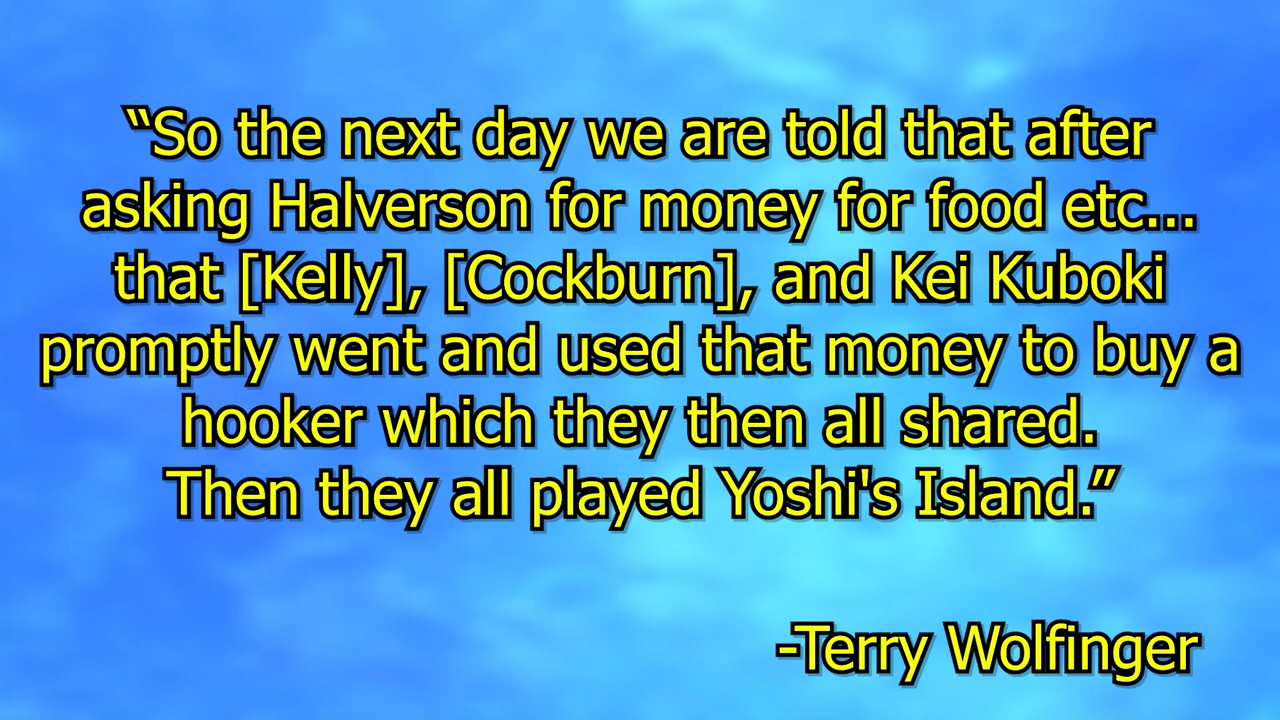 “So the next day we are told that after
asking Halverson for money for food etc...
that [Kelly], [Cockburn], and Kei Kuboki
promptly went and used that money to buy a
hooker which they then all shared.
Then they all played Yoshi's Island.”
-Terry Wolfinger